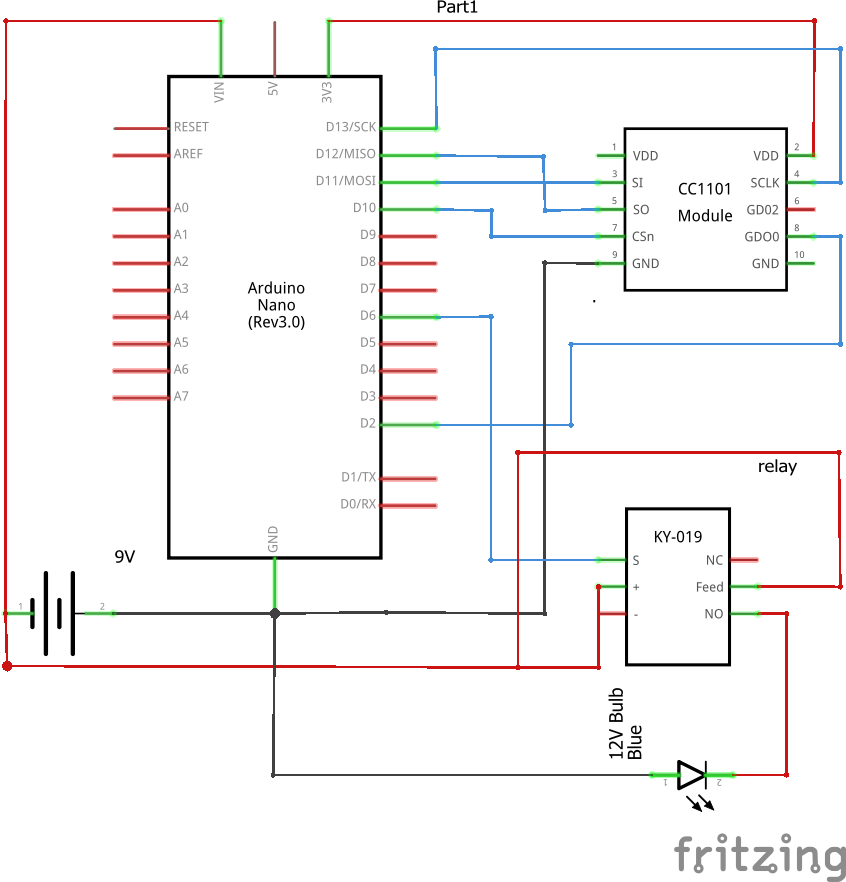 Part1
VIN
5V
3V3
RESET
AREF
A0
A1
A2
A3
A4
A5
A6
A7
Arduino
Nano
(Rev3.0)
D13/SCK
D12/MISO
D11/MOSI
D10
D9
D8
D7
D6
D5
D4
D3
D2
D1/TX
D0/RX
GND
1 VDD VDD 2
3 SI SCLK 4
5 SO GD02 6
7 CSn GDO0 8
9 GND GND 10
CC1101
Module
relay
KY-019
S NC
+ Feed
- NO
9V
1 2
12V Bulb
Blue
1 2
fritzing